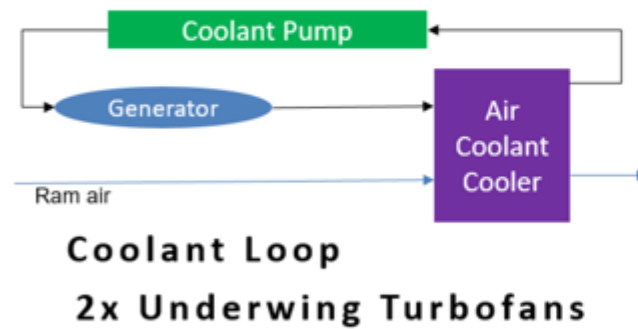 Coolant Pump
Generator
Air
Coolant
Cooler
Ram air
Coolant Loop
2x Underwing Turbofans